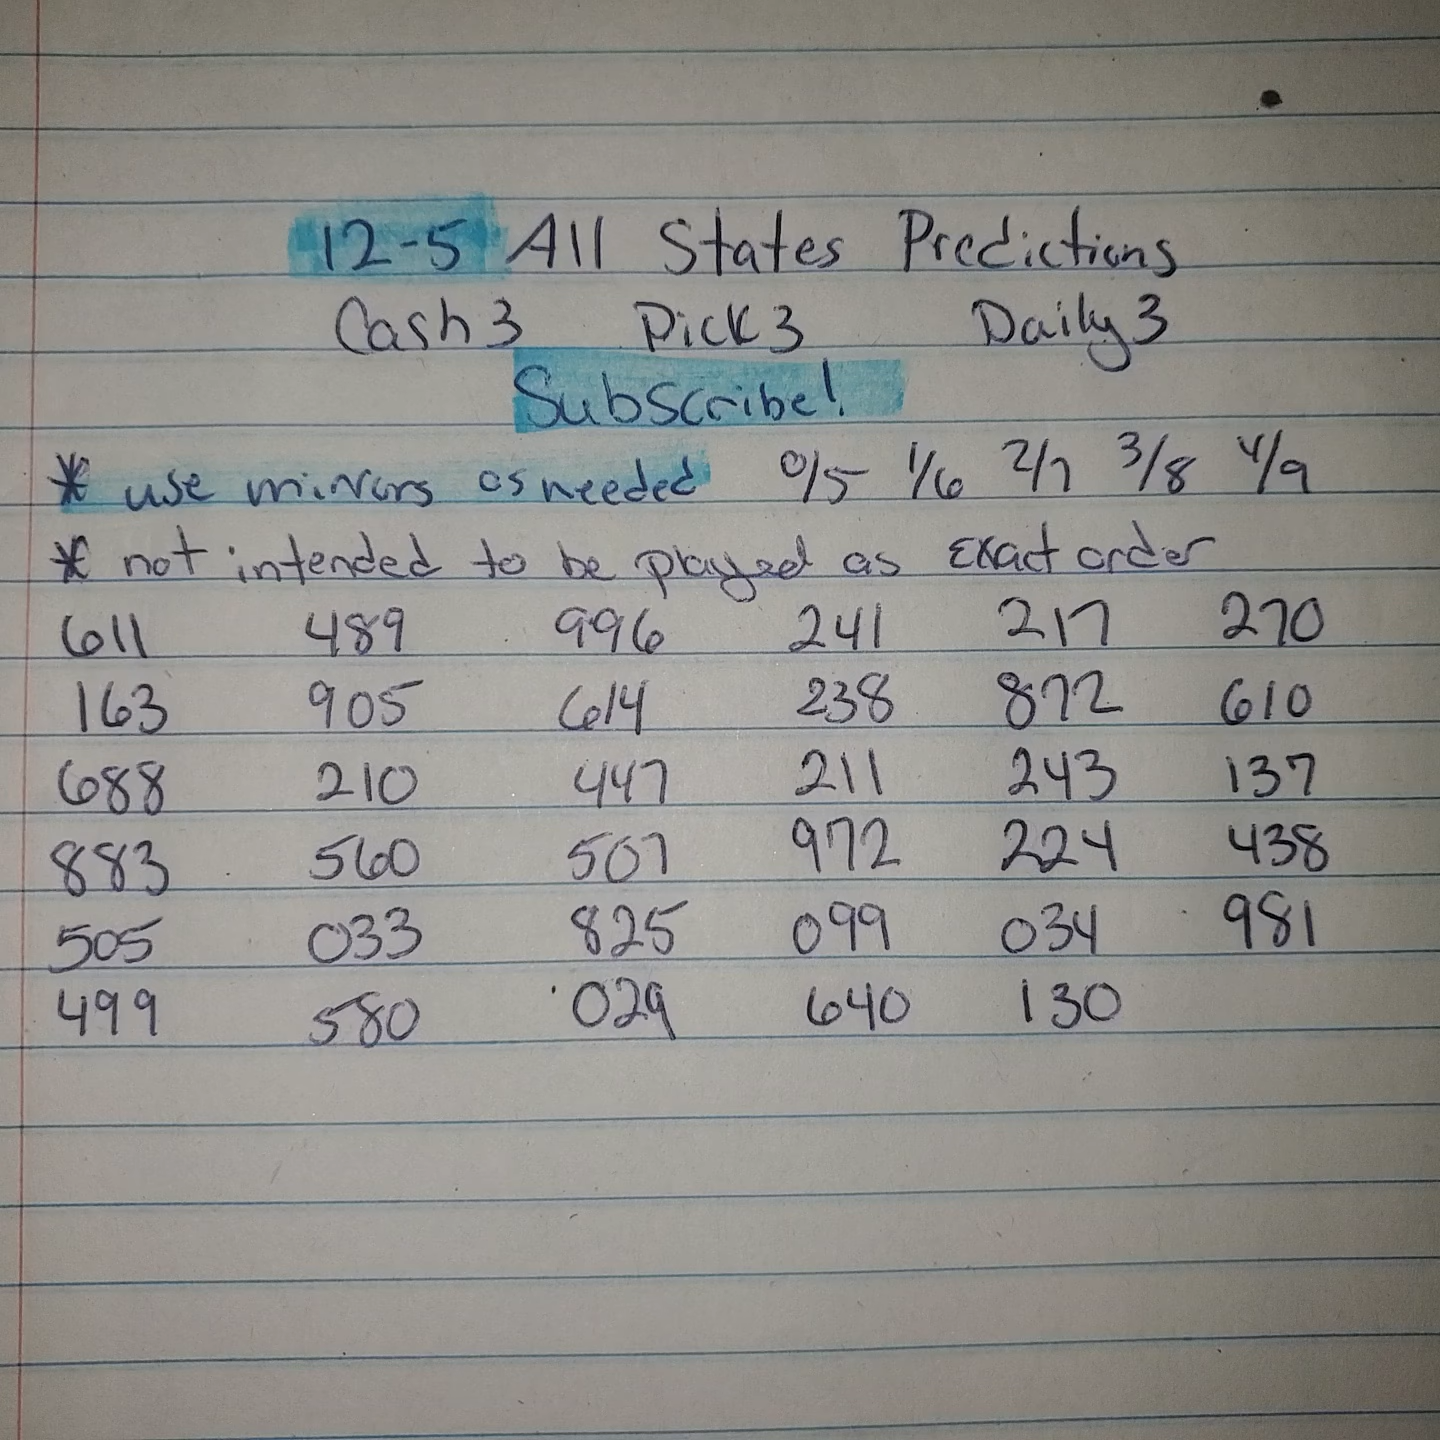 12-5 All States Predictions
Cash 3 Pick 3 Daily 3
Subscribe!
* use mirrors as needed 0/5 1/6 2/7 3/8 4/9
* not intended to be played as Exact order
611 489 996 241 217 270
163 905 614 238 872 610
688 210 447 211 243 137
883 560 507 972 224 438
505 033 825 099 034 981
499 580 029 640 130